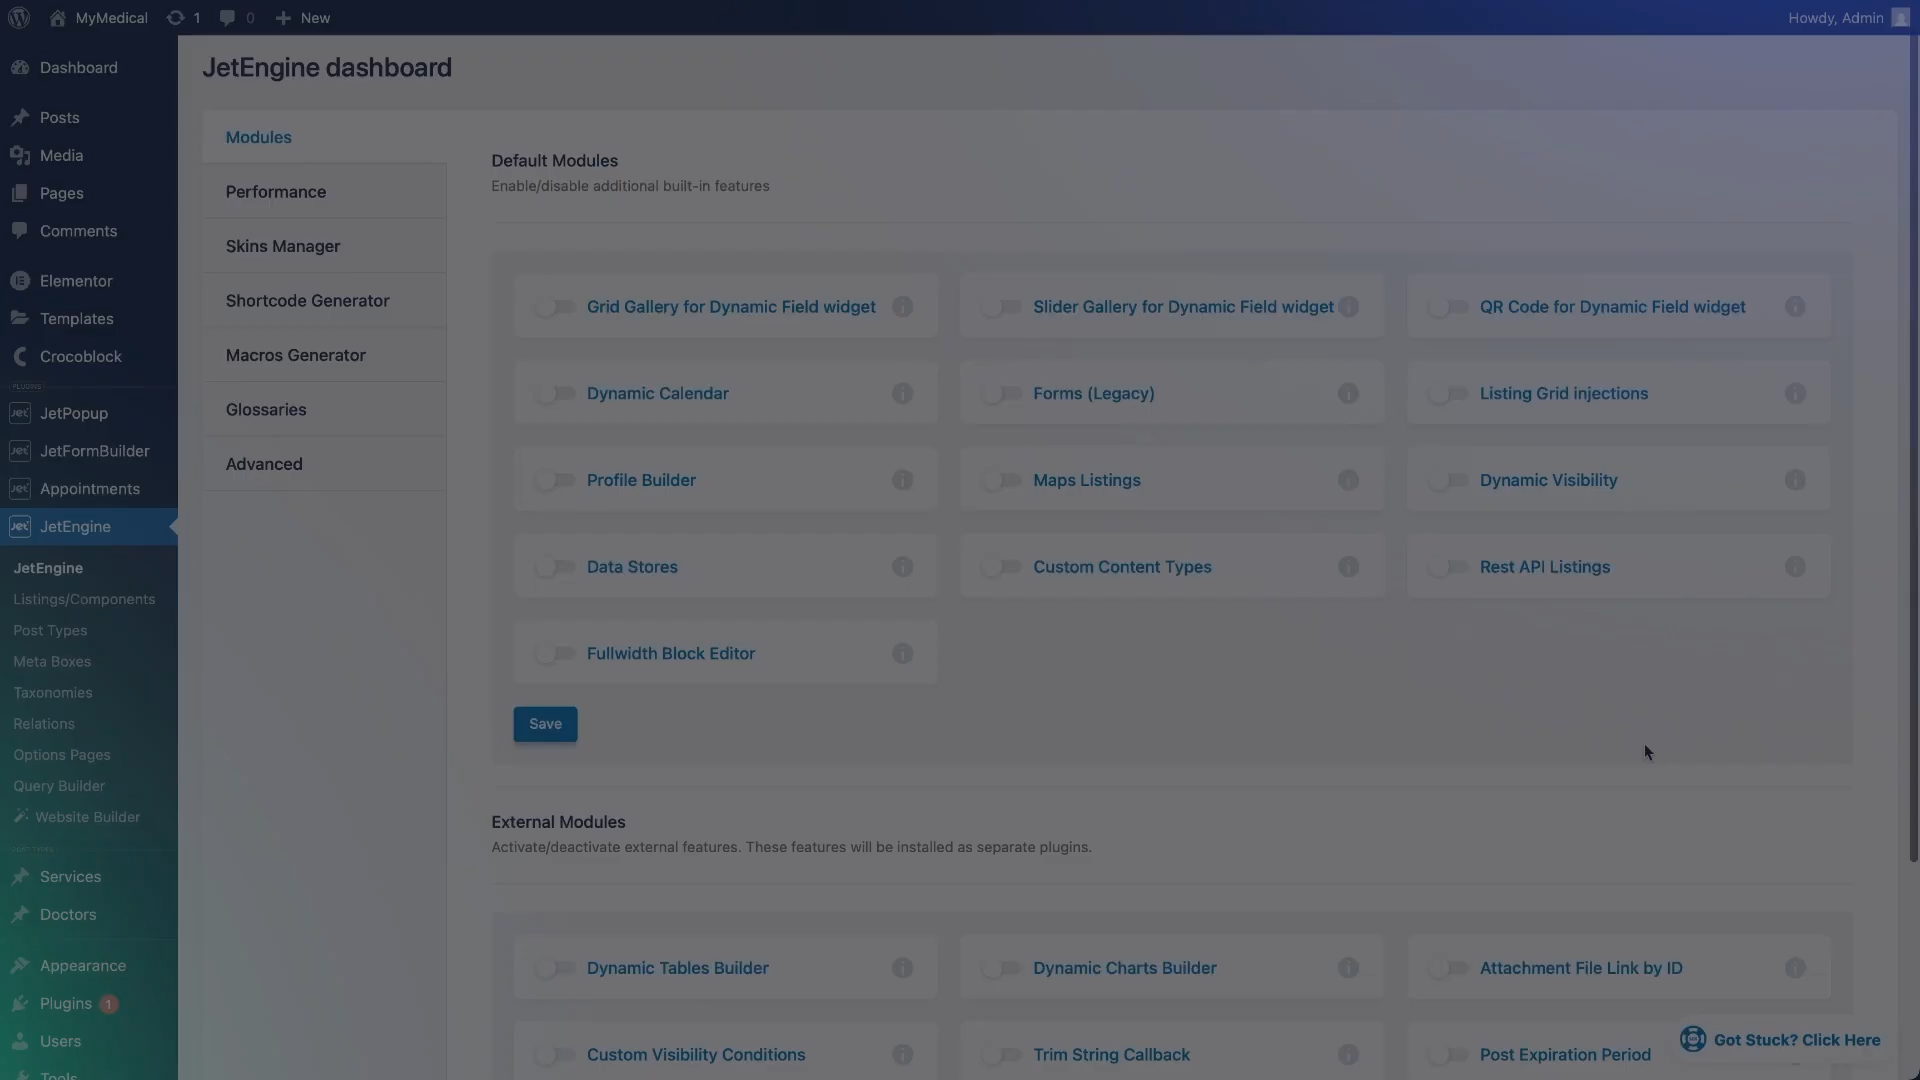 MyMedical 1 0 New Howdy, Admin
Dashboard
Posts
Media
Pages
Comments
Elementor
Templates
Crocoblock
PLUGINS
JetPopup
JetFormBuilder
Appointments
JetEngine
JetEngine
Listings/Components
Post Types
Meta Boxes
Taxonomies
Relations
Options Pages
Query Builder
Website Builder
Services
Doctors
Appearance
Plugins 1
Users
Tools
JetEngine dashboard
Modules
Performance
Skins Manager
Shortcode Generator
Macros Generator
Glossaries
Advanced
Default Modules
Enable/disable additional built-in features
Grid Gallery for Dynamic Field widget
Slider Gallery for Dynamic Field widget
QR Code for Dynamic Field widget
Dynamic Calendar
Forms (Legacy)
Listing Grid injections
Profile Builder
Maps Listings
Dynamic Visibility
Data Stores
Custom Content Types
Rest API Listings
Fullwidth Block Editor
Save
External Modules
Activate/deactivate external features. These features will be installed as separate plugins.
Dynamic Tables Builder
Dynamic Charts Builder
Attachment File Link by ID
Custom Visibility Conditions
Trim String Callback
Post Expiration Period
Got Stuck? Click Here